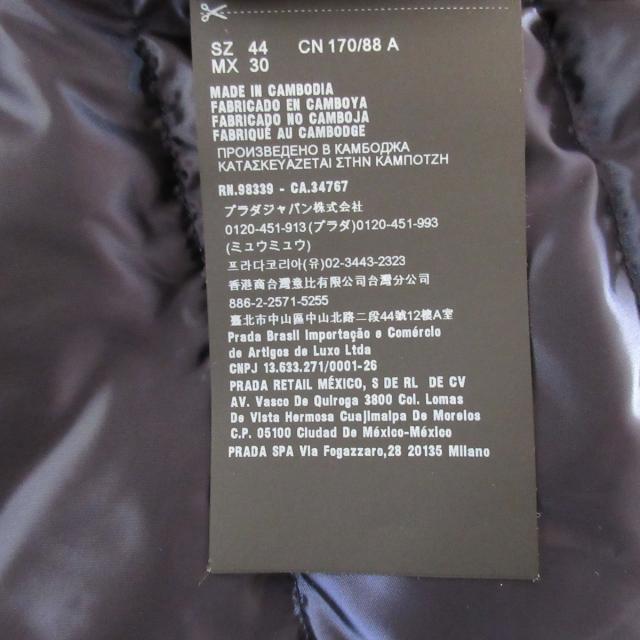 SZ 44 CN 170/88 A
MX 30
MADE IN CAMBODIA
FABRICADO EN CAMBOYA
FABRICADO NO CAMBOJA
FABRIQUÉ AU CAMBODGE
ПРОИЗВЕДЕНО В КАМБОДЖА
ΚΑΤΑΣΚΕΥΑΖΕΤΑΙ ΣΤΗΝ ΚΑΜΠΟΤΖΗ
RN.98339 - CA.34767
プラダジャパン株式会社
0120-451-913(プラダ)0120-451-993
(ミュウミュウ)
프라다코리아(유)02-3443-2323
香港商台灣薏比有限公司台灣分公司
886-2-2571-5255
臺北市中山區中山北路二段44號12樓A室
Prada Brasil Importação e Comércio
de Artigos de Luxo Ltda
CNPJ 13.633.271/0001-26
PRADA RETAIL MÉXICO, S DE RL DE CV
AV. Vasco De Quiroga 3800 Col. Lomas
De Vista Hermosa Cuajimalpa De Morelos
C.P. 05100 Ciudad De México-México
PRADA SPA Via Fogazzaro,28 20135 Milano